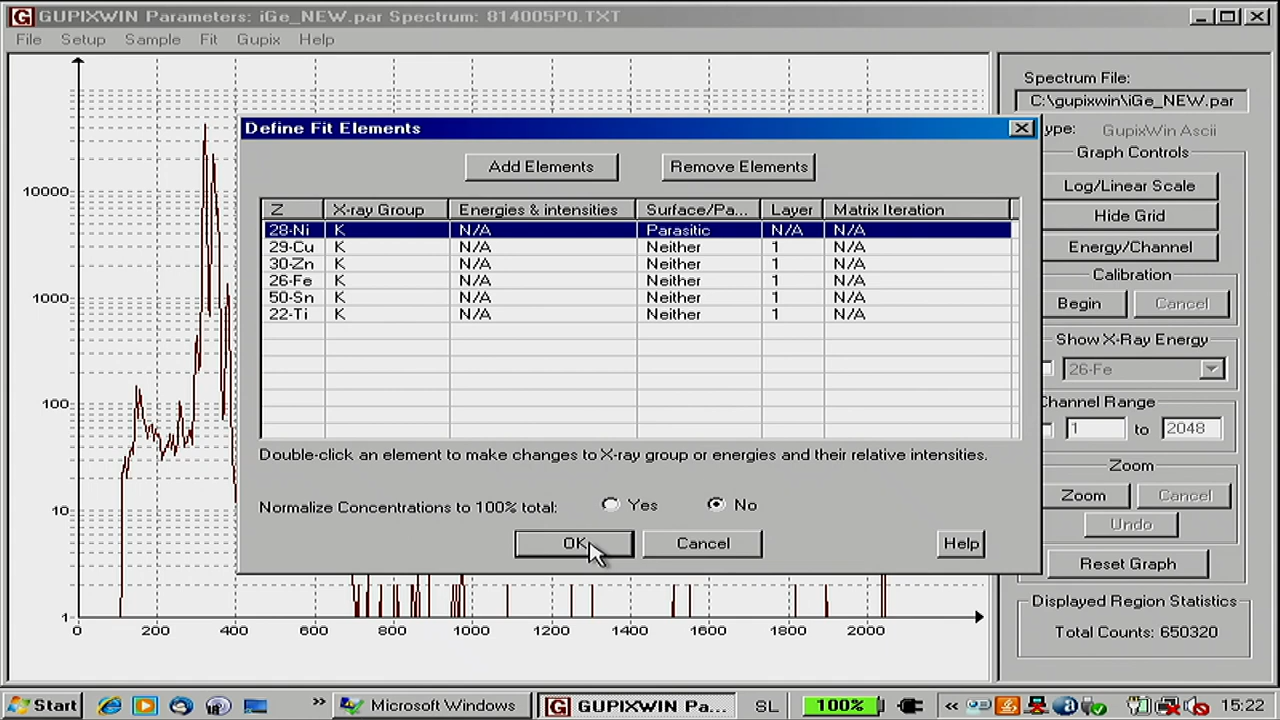 GUPIXWIN Parameters: iGe_NEW.par Spectrum: 814005P0.TXT
File Setup Sample Fit Gupix Help
Spectrum File:
C:\gupixwin\iGe_NEW.par
ype: GupixWin Ascii
Graph Controls
Log/Linear Scale
Hide Grid
Energy/Channel
Calibration
Begin Cancel
Show X-Ray Energy
26-Fe
Channel Range
1 to 2048
Zoom
Zoom Cancel
Undo
Reset Graph
Displayed Region Statistics
Total Counts: 650320
Define Fit Elements
Add Elements Remove Elements
Z X-ray Group Energies & intensities Surface/Pa... Layer Matrix Iteration
28-Ni K N/A Parasitic N/A N/A
29-Cu K N/A Neither 1 N/A
30-Zn K N/A Neither 1 N/A
26-Fe K N/A Neither 1 N/A
50-Sn K N/A Neither 1 N/A
22-Ti K N/A Neither 1 N/A
Double-click an element to make changes to X-ray group or energies and their relative intensities.
Normalize Concentrations to 100% total: Yes No
OK Cancel Help
10000
1000
100
10
1
0 200 400 600 800 1000 1200 1400 1600 1800 2000
Start Microsoft Windows GUPIXWIN Pa... SL 100% 15:22